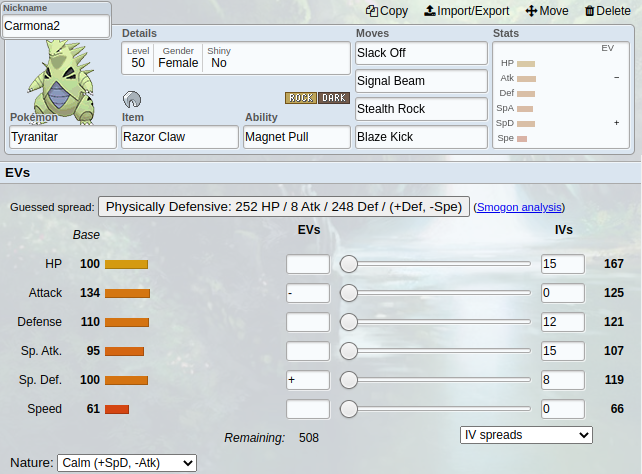 Nickname
Carmona2
Copy Import/Export Move Delete
Details
Level Gender Shiny
50 Female No
Moves
Slack Off
Signal Beam
Stealth Rock
Blaze Kick
Stats
EV
HP
Atk −
Def
SpA
SpD +
Spe
ROCK DARK
Pokémon Item Ability
Tyranitar Razor Claw Magnet Pull
EVs
Guessed spread: Physically Defensive: 252 HP / 8 Atk / 248 Def / (+Def, -Spe) (Smogon analysis)
Base EVs IVs
HP 100 15 167
Attack 134 - 0 125
Defense 110 12 121
Sp. Atk. 95 15 107
Sp. Def. 100 + 8 119
Speed 61 0 66
Remaining: 508 IV spreads
Nature: Calm (+SpD, -Atk)